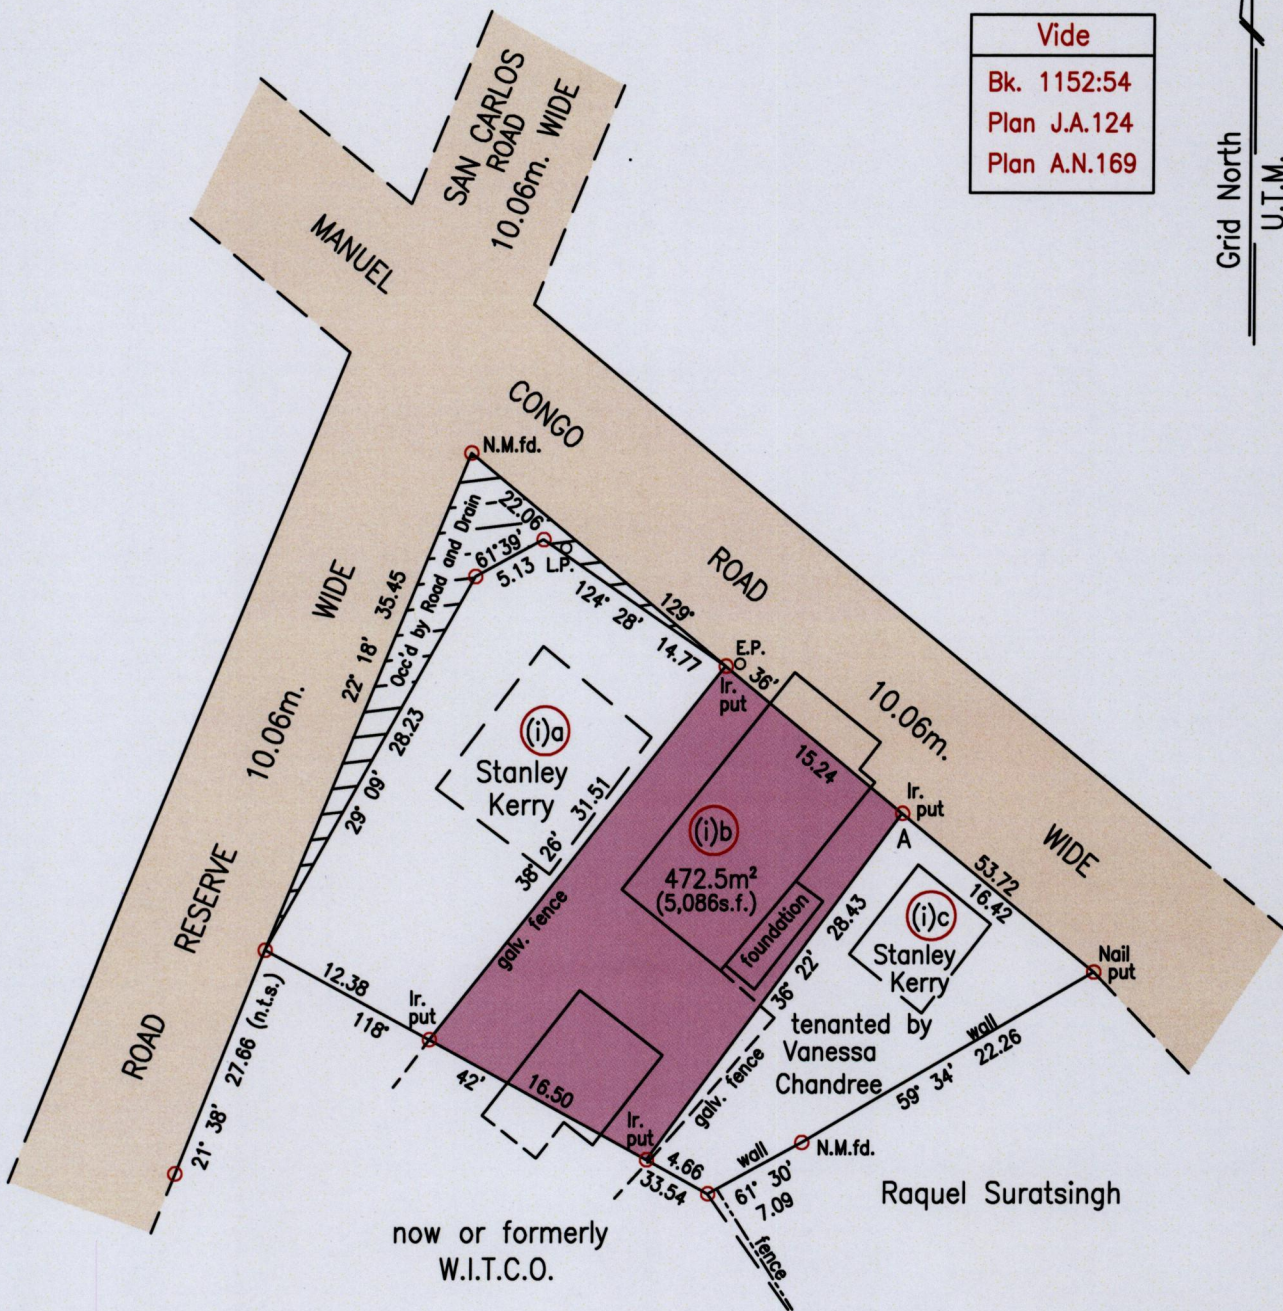 Vide
Bk. 1152:54
Plan J.A.124
Plan A.N.169
Grid North
U.T.M.
SAN CARLOS
ROAD
10.06m. WIDE
MANUEL
CONGO
ROAD
10.06m.
WIDE
N.M.fd.
22.06
61°39'
5.13
L.P.
124° 28'
14.77
129°
36'
E.P.
Ir.
put
Occ'd by Road and Drain
22° 18' 35.45
29° 09' 28.23
WIDE
10.06m.
RESERVE
ROAD
(i)a
Stanley
Kerry
38° 26' 31.51
galv. fence
15.24
(i)b
472.5m²
(5,086s.f.)
foundation
Ir.
put
A
36° 22' 28.43
galv. fence
53.72
16.42
(i)c
Stanley
Kerry
tenanted by
Vanessa
Chandree
Nail
put
wall
59° 34' 22.26
12.38
118°
Ir.
put
42'
16.50
Ir.
put
4.66
33.54
wall
61° 30'
7.09
N.M.fd.
fence
21° 38' 27.66 (n.t.s.)
Raquel Suratsingh
now or formerly
W.I.T.C.O.